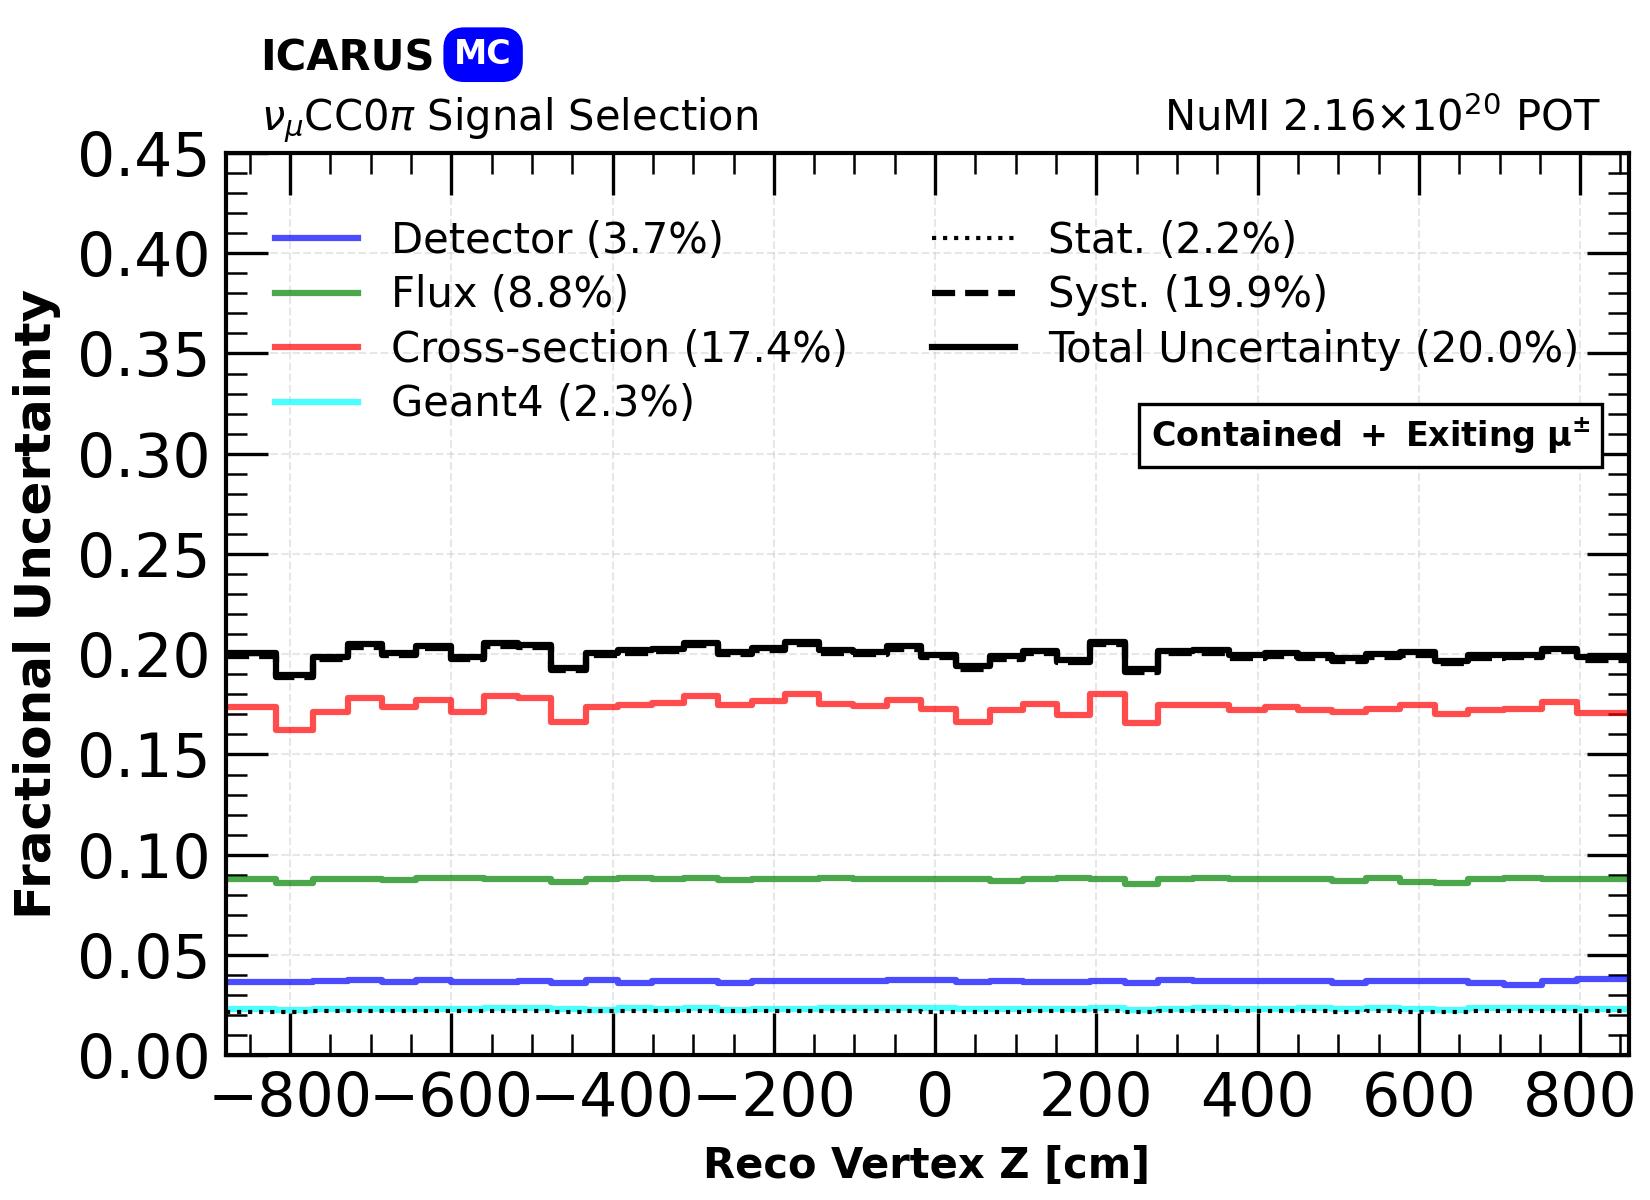 ICARUS MC
νμCC0π Signal Selection NuMI 2.16×10²⁰ POT
0.45
0.40
0.35
0.30
0.25
0.20
0.15
0.10
0.05
0.00
Fractional Uncertainty
Detector (3.7%)
Flux (8.8%)
Cross-section (17.4%)
Geant4 (2.3%)
Stat. (2.2%)
Syst. (19.9%)
Total Uncertainty (20.0%)
Contained + Exiting μ±
−800 −600 −400 −200 0 200 400 600 800
Reco Vertex Z [cm]